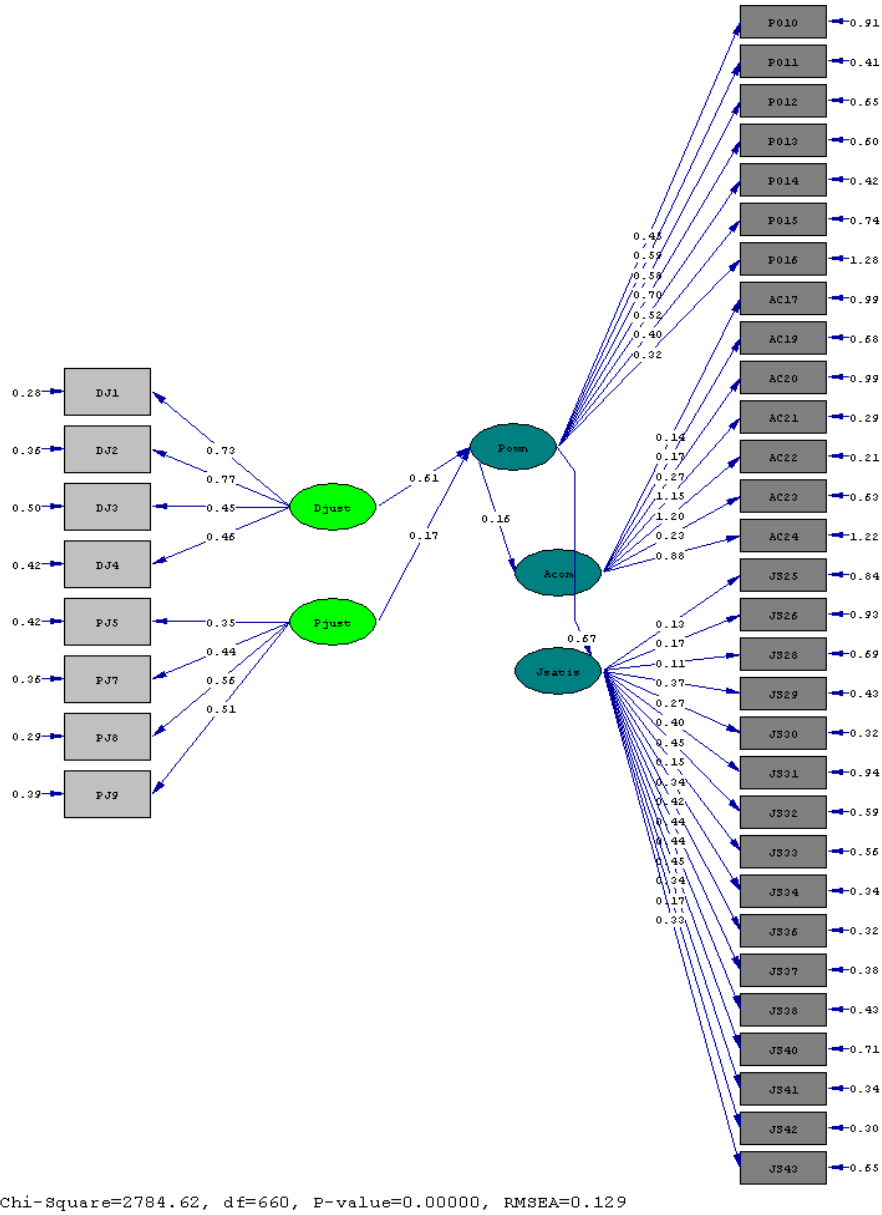 0.28 DJ1
0.36 DJ2
0.50 DJ3
0.42 DJ4
0.42 PJ5
0.36 PJ7
0.29 PJ8
0.39 PJ9
0.73
0.77
0.45
0.46
0.35
0.44
0.56
0.51
Djust
Pjust
0.61
0.17
Pown
0.16
Acom
0.67
Jsatis
0.45
0.59
0.58
0.70
0.52
0.40
0.32
0.14
0.17
0.27
1.15
1.20
0.23
0.88
0.13
0.17
0.11
0.37
0.27
0.40
0.45
0.15
0.34
0.42
0.44
0.44
0.45
0.34
0.17
0.33
PO10 0.91
PO11 0.41
PO12 0.65
PO13 0.60
PO14 0.42
PO15 0.74
PO16 1.28
AC17 0.99
AC19 0.68
AC20 0.99
AC21 0.29
AC22 0.21
AC23 0.63
AC24 1.22
JS25 0.84
JS26 0.93
JS28 0.69
JS29 0.43
JS30 0.32
JS31 0.94
JS32 0.59
JS33 0.56
JS34 0.34
JS36 0.32
JS37 0.38
JS38 0.43
JS40 0.71
JS41 0.34
JS42 0.30
JS43 0.65
Chi-Square=2784.62, df=660, P-value=0.00000, RMSEA=0.129